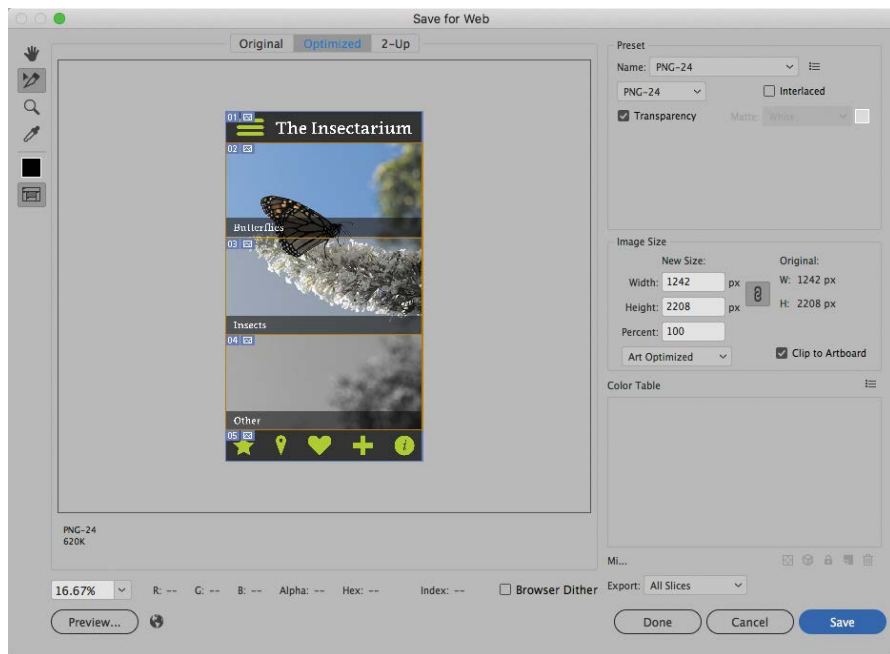 Save for Web
Original Optimized 2-Up
01
The Insectarium
02
Butterflies
03
Insects
04
Other
05
i
PNG-24
620K
16.67% R: -- G: -- B: -- Alpha: -- Hex: -- Index: -- Browser Dither
Preview...
Preset
Name: PNG-24
PNG-24 Interlaced
Transparency Matte: White
Image Size
New Size: Original:
Width: 1242 px W: 1242 px
Height: 2208 px H: 2208 px
Percent: 100
Art Optimized Clip to Artboard
Color Table
Mi...
Export: All Slices
Done Cancel Save